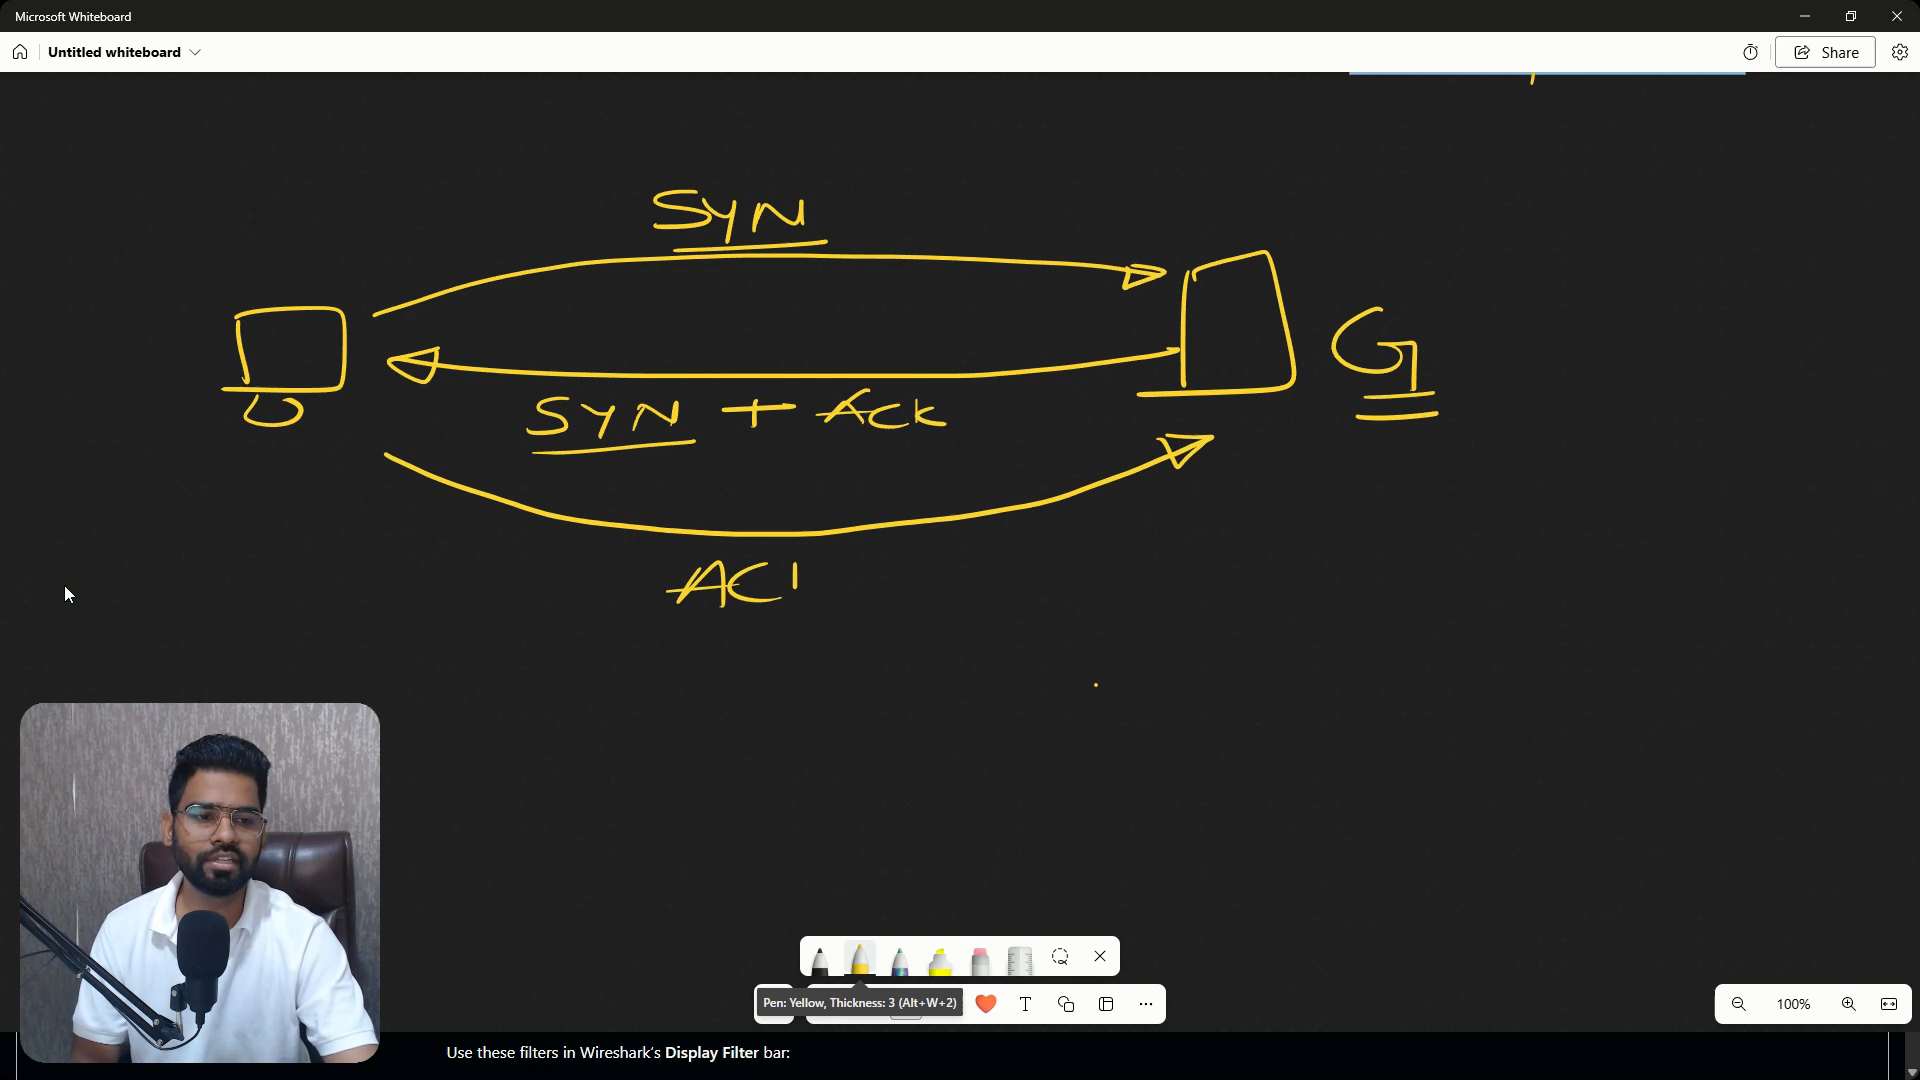 Microsoft Whiteboard
Untitled whiteboard
Share
SYN
G
SYN + Ack
U
AC
Pen: Yellow, Thickness: 3 (Alt+W+2)
T
100%
Use these filters in Wireshark's Display Filter bar: